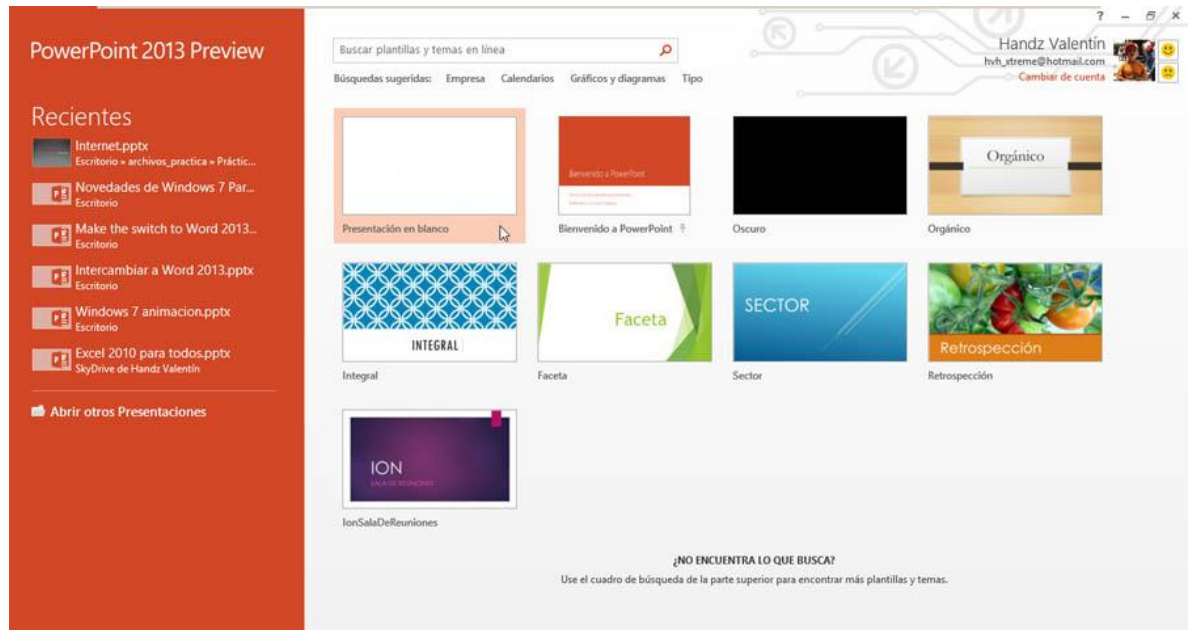 PowerPoint 2013 Preview
Recientes
Internet.pptx
Escritorio » archivos_practica » Práctic...
Novedades de Windows 7 Par...
Escritorio
Make the switch to Word 2013...
Escritorio
Intercambiar a Word 2013.pptx
Escritorio
Windows 7 animacion.pptx
Escritorio
Excel 2010 para todos.pptx
SkyDrive de Handz Valentín
Abrir otros Presentaciones
?
Buscar plantillas y temas en línea
Búsquedas sugeridas: Empresa Calendarios Gráficos y diagramas Tipo
Handz Valentín
hvh_xtreme@hotmail.com
Cambiar de cuenta
Presentación en blanco
Bienvenido a PowerPoint
Bienvenido a PowerPoint
Oscuro
Orgánico
Orgánico
INTEGRAL
Integral
Faceta
Faceta
SECTOR
Sector
Retrospección
Retrospección
ION
SALA DE REUNIONES
IonSalaDeReuniones
¿NO ENCUENTRA LO QUE BUSCA?
Use el cuadro de búsqueda de la parte superior para encontrar más plantillas y temas.